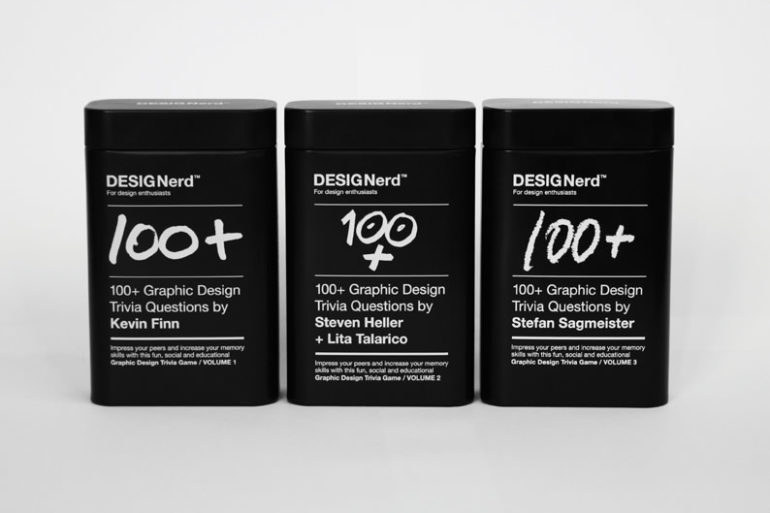 DESIGNerd™
DESIGNerd™
DESIGNerd™
DESIGNerd™
For design enthusiasts
100+
100+ Graphic Design
Trivia Questions by
Kevin Finn
Impress your peers and increase your memory
skills with this fun, social and educational
Graphic Design Trivia Game / VOLUME 1
DESIGNerd™
For design enthusiasts
100
+
100+ Graphic Design
Trivia Questions by
Steven Heller
+ Lita Talarico
Impress your peers and increase your memory
skills with this fun, social and educational
Graphic Design Trivia Game / VOLUME 2
DESIGNerd™
For design enthusiasts
100+
100+ Graphic Design
Trivia Questions by
Stefan Sagmeister
Impress your peers and increase your memory
skills with this fun, social and educational
Graphic Design Trivia Game / VOLUME 3